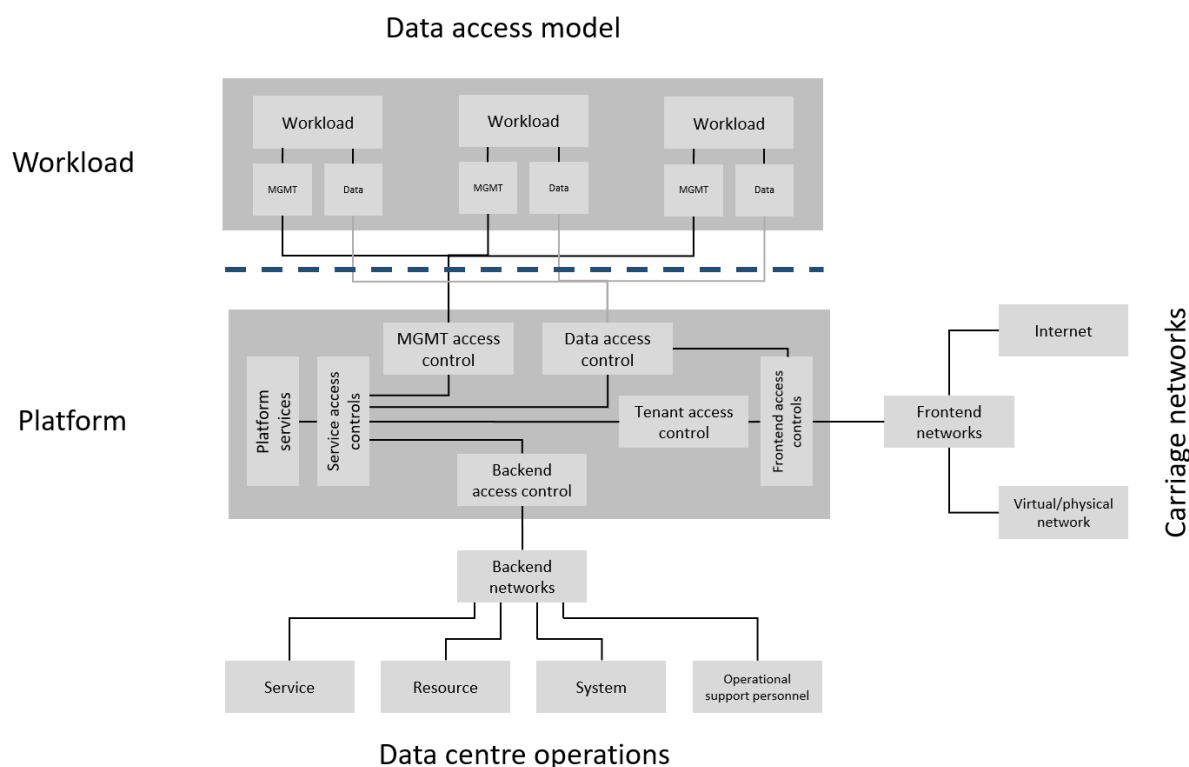 Data access model
Workload
Workload
Workload
Workload
MGMT
Data
MGMT
Data
MGMT
Data
Platform
MGMT access
control
Data access
control
Platform
services
Service access
controls
Tenant access
control
Frontend access
controls
Backend
access control
Internet
Frontend
networks
Virtual/physical
network
Carriage networks
Backend
networks
Service
Resource
System
Operational
support personnel
Data centre operations